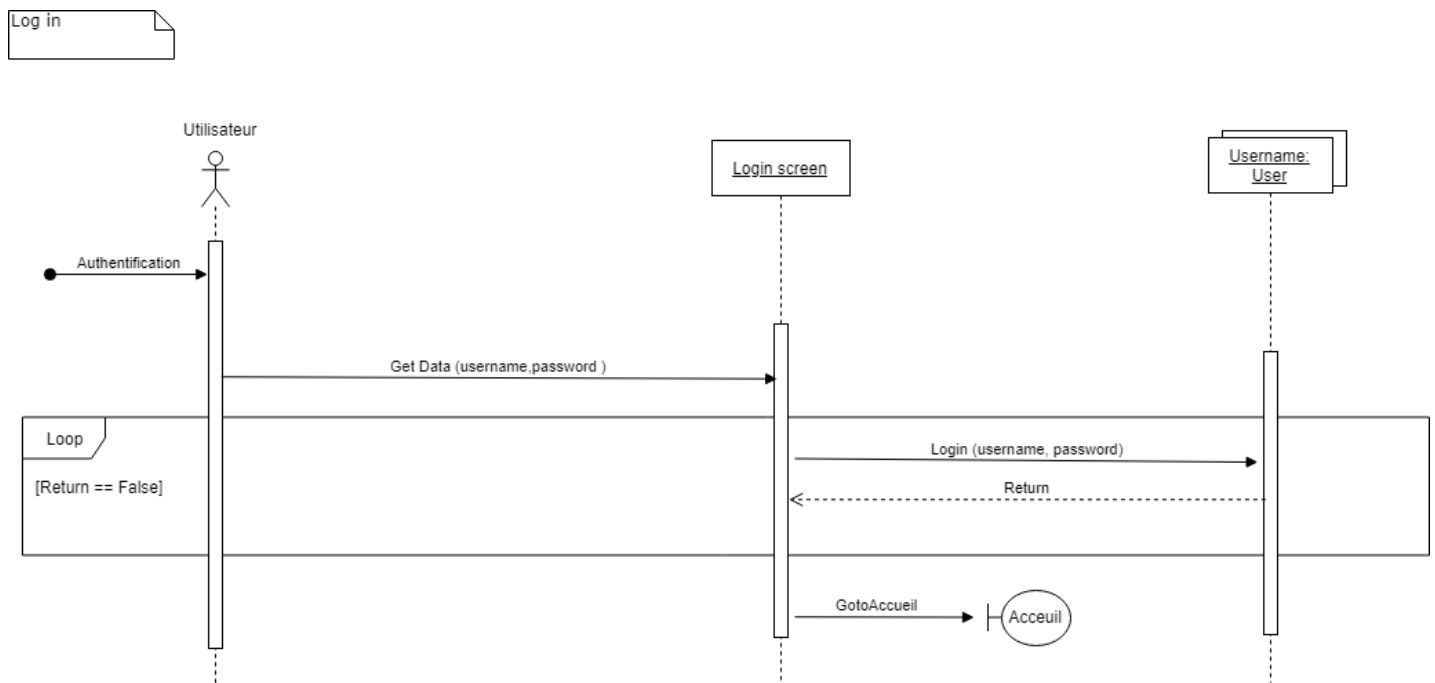 Log in
Utilisateur
Login screen
Username:
User
Authentification
Get Data (username,password )
Loop
Login (username, password)
[Return == False]
Return
GotoAccueil
Acceuil